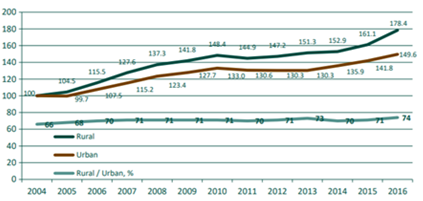 200
180
160
140
120
100
80
60
40
20
0
100 104.5 115.5 127.6 137.3 141.8 148.4 144.9 147.2 151.3 152.9 161.1 178.4
99.7 107.5 115.2 123.4 127.7 133.0 130.6 130.3 130.3 135.9 141.8 149.6
66 68 70 71 71 71 71 70 71 73 70 71 74
Rural
Urban
Rural / Urban, %
2004 2005 2006 2007 2008 2009 2010 2011 2012 2013 2014 2015 2016